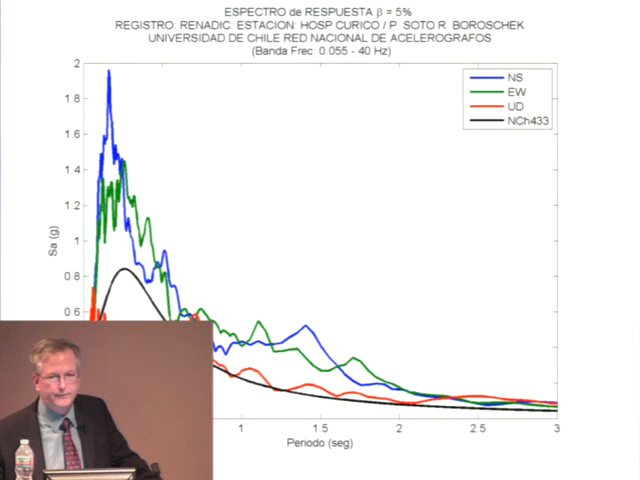 ESPECTRO de RESPUESTA β = 5%
REGISTRO: RENADIC. ESTACION: HOSP CURICO / P. SOTO R. BOROSCHEK
UNIVERSIDAD DE CHILE RED NACIONAL DE ACELEROGRAFOS
(Banda Frec: 0.055 - 40 Hz)
2
1.8
1.6
1.4
1.2
1
0.8
0.6
Sa (g)
NS
EW
UD
NCh433
1
1.5
2
2.5
3
Periodo (seg)